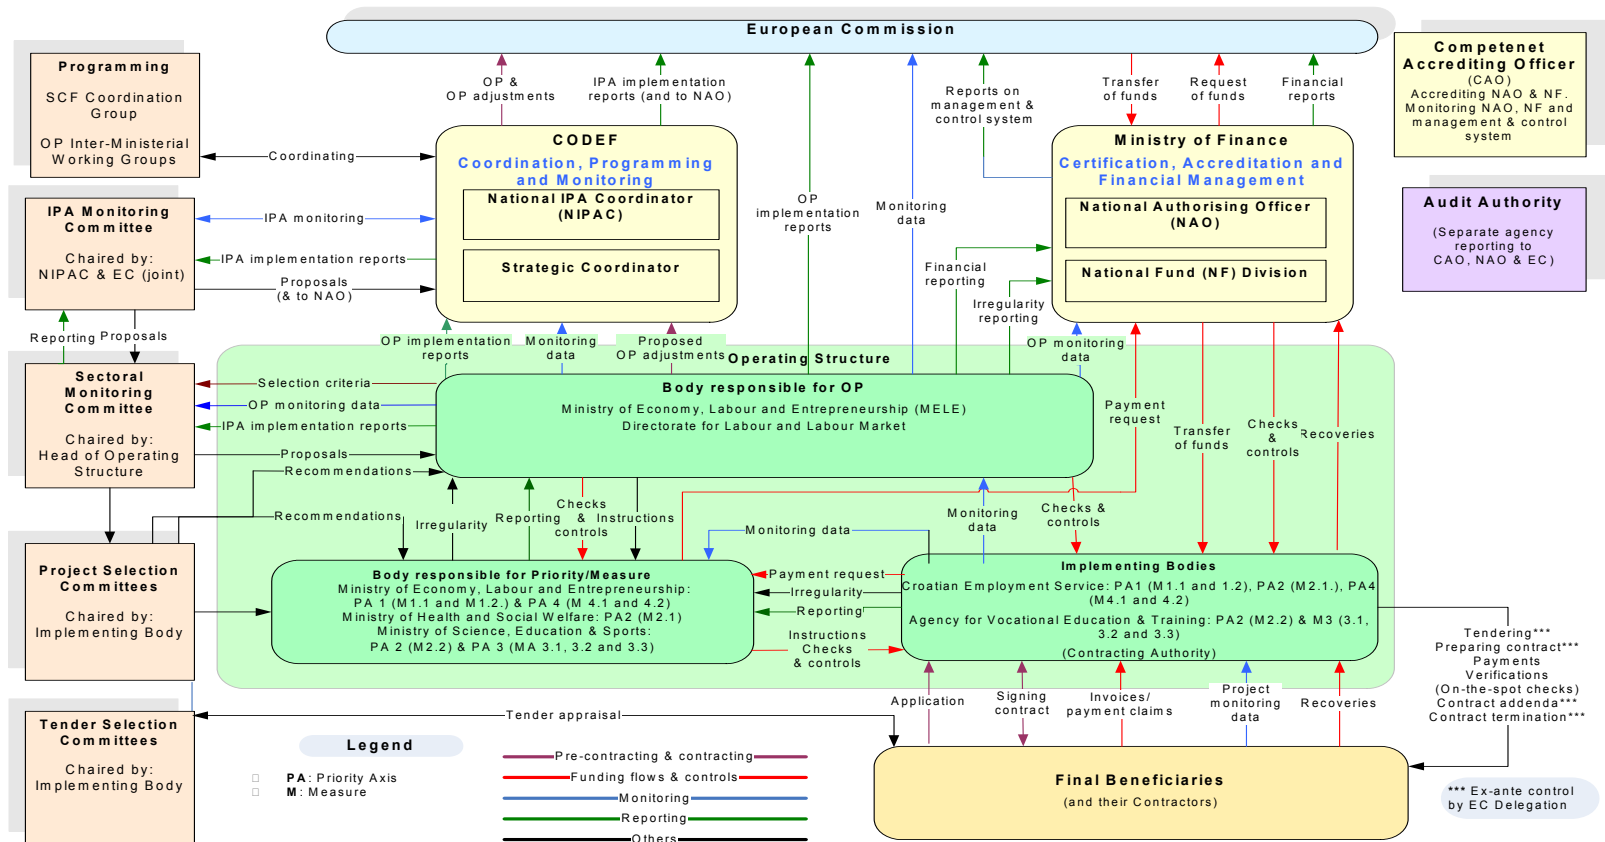 European Commission
Programming
SCF Coordination
Group
OP Inter-Ministerial
Working Groups
Competenet
Accrediting Officer
(CAO)
Accrediting NAO & NF.
Monitoring NAO, NF and
management & control
system
OP &
OP adjustments
IPA implementation
reports (and to NAO)
Reports on
management &
control system
Transfer
of funds
Request
of funds
Financial
reports
Coordinating
CODEF
Coordination, Programming
and Monitoring
National IPA Coordinator
(NIPAC)
Strategic Coordinator
OP
implementation
reports
Monitoring
data
Ministry of Finance
Certification, Accreditation and
Financial Management
National Authorising Officer
(NAO)
National Fund (NF) Division
Audit Authority
(Separate agency
reporting to
CAO, NAO & EC)
IPA Monitoring
Committee
Chaired by:
NIPAC & EC (joint)
IPA monitoring
IPA implementation reports
Proposals
(& to NAO)
Financial
reporting
Irregularity
reporting
Reporting
Proposals
OP implementation
reports
Monitoring
data
Proposed
OP adjustments
Operating Structure
OP monitoring
data
Sectoral
Monitoring
Committee
Chaired by:
Head of Operating
Structure
Selection criteria
OP monitoring data
IPA implementation reports
Proposals
Recommendations
Body responsible for OP
Ministry of Economy, Labour and Entrepreneurship (MELE)
Directorate for Labour and Labour Market
Payment
request
Transfer
of funds
Checks
&
controls
Recoveries
Recommendations
Irregularity
Reporting
Checks
&
controls
Instructions
Monitoring data
Monitoring
data
Checks &
controls
Project Selection
Committees
Chaired by:
Implementing Body
Body responsible for Priority/Measure
Ministry of Economy, Labour and Entrepreneurship:
PA 1 (M1.1 and M1.2.) & PA 4 (M 4.1 and 4.2)
Ministry of Health and Social Welfare: PA2 (M2.1)
Ministry of Science, Education & Sports:
PA 2 (M2.2) & PA 3 (MA 3.1, 3.2 and 3.3)
Payment request
Irregularity
Reporting
Instructions
Checks
& controls
Implementing Bodies
Croatian Employment Service: PA1 (M1.1 and 1.2), PA2 (M2.1.), PA4
(M4.1 and 4.2)
Agency for Vocational Education & Training: PA2 (M2.2) & M3 (3.1,
3.2 and 3.3)
(Contracting Authority)
Tendering***
Preparing contract***
Payments
Verifications
(On-the-spot checks)
Contract addenda***
Contract termination***
Application
Signing
contract
Invoices/
payment claims
Project
monitoring
data
Recoveries
Tender Selection
Committees
Chaired by:
Implementing Body
Tender appraisal
Legend
PA: Priority Axis
M: Measure
Pre-contracting & contracting
Funding flows & controls
Monitoring
Reporting
Others
Final Beneficiaries
(and their Contractors)
*** Ex-ante control
by EC Delegation